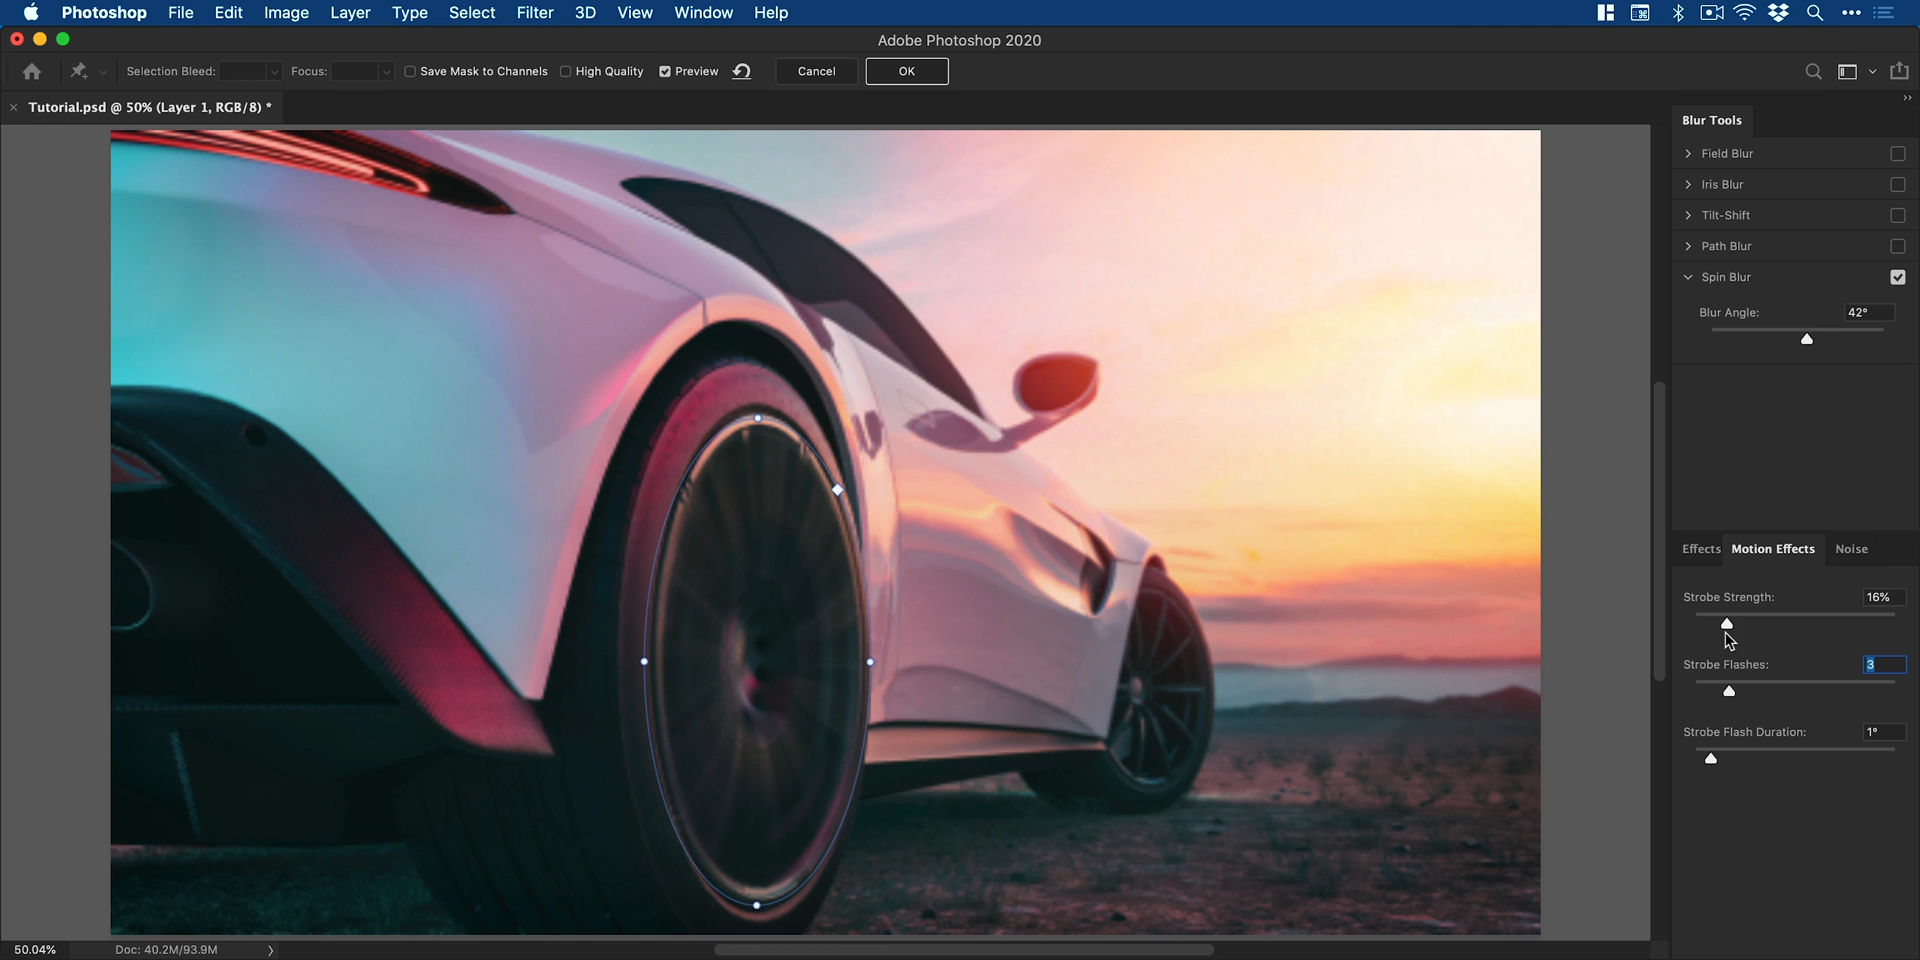 Photoshop File Edit Image Layer Type Select Filter 3D View Window Help
Adobe Photoshop 2020
Selection Bleed: Focus: Save Mask to Channels High Quality Preview Cancel OK
Tutorial.psd @ 50% (Layer 1, RGB/8) *
Blur Tools
Field Blur
Iris Blur
Tilt-Shift
Path Blur
Spin Blur
Blur Angle: 42°
Effects Motion Effects Noise
Strobe Strength: 16%
Strobe Flashes: 3
Strobe Flash Duration: 1°
50.04% Doc: 40.2M/93.9M